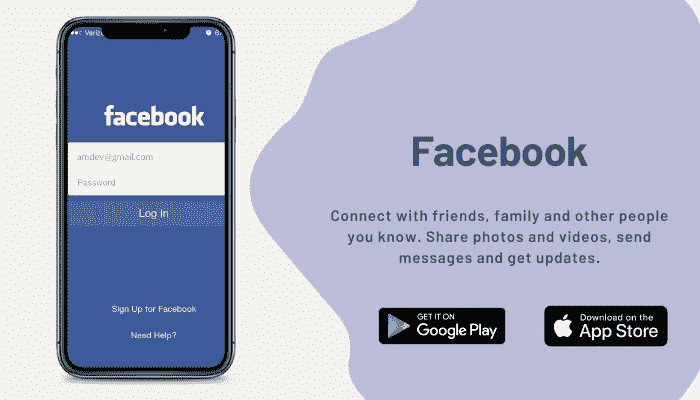 Veriz
facebook
amdev@gmail.com
Password
Log In
Sign Up for Facebook
Need Help?
Facebook
Connect with friends, family and other people
you know. Share photos and videos, send
messages and get updates.
GET IT ON
Google Play
Download on the
App Store